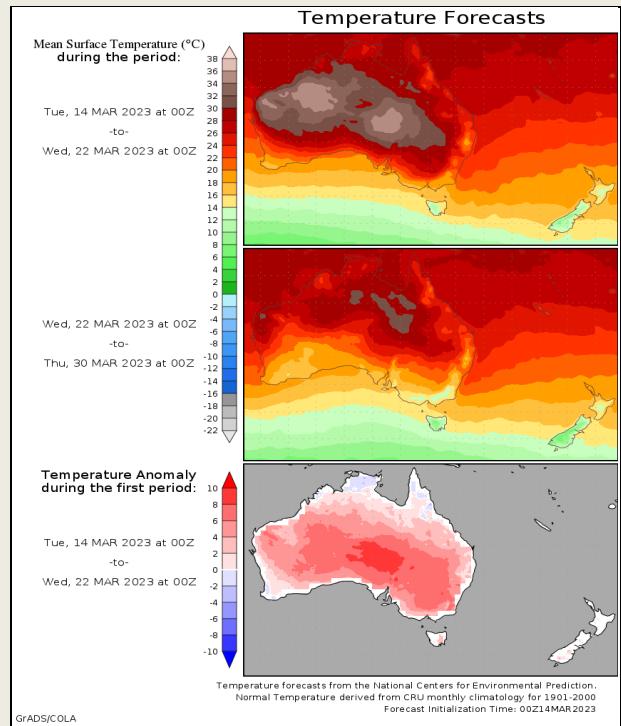 Temperature Forecasts
Mean Surface Temperature (°C)
during the period:
Tue, 14 MAR 2023 at 00Z
-to-
Wed, 22 MAR 2023 at 00Z
38
36
34
32
30
28
26
24
22
20
18
16
14
12
10
8
6
4
2
0
-2
-4
-6
-8
-10
-12
-14
-16
-17
-18
-20
-22
Wed, 22 MAR 2023 at 00Z
-to-
Thu, 30 MAR 2023 at 00Z
Temperature Anomaly
during the first period:
Tue, 14 MAR 2023 at 00Z
-to-
Wed, 22 MAR 2023 at 00Z
10
8
6
4
2
0
-2
-4
-6
-8
-10
Temperature forecasts from the National Centers for Environmental Prediction.
Normal Temperature derived from CRU monthly climatology for 1901-2000
Forecast Initialization Time: 00Z14MAR2023
GrADS/COLA